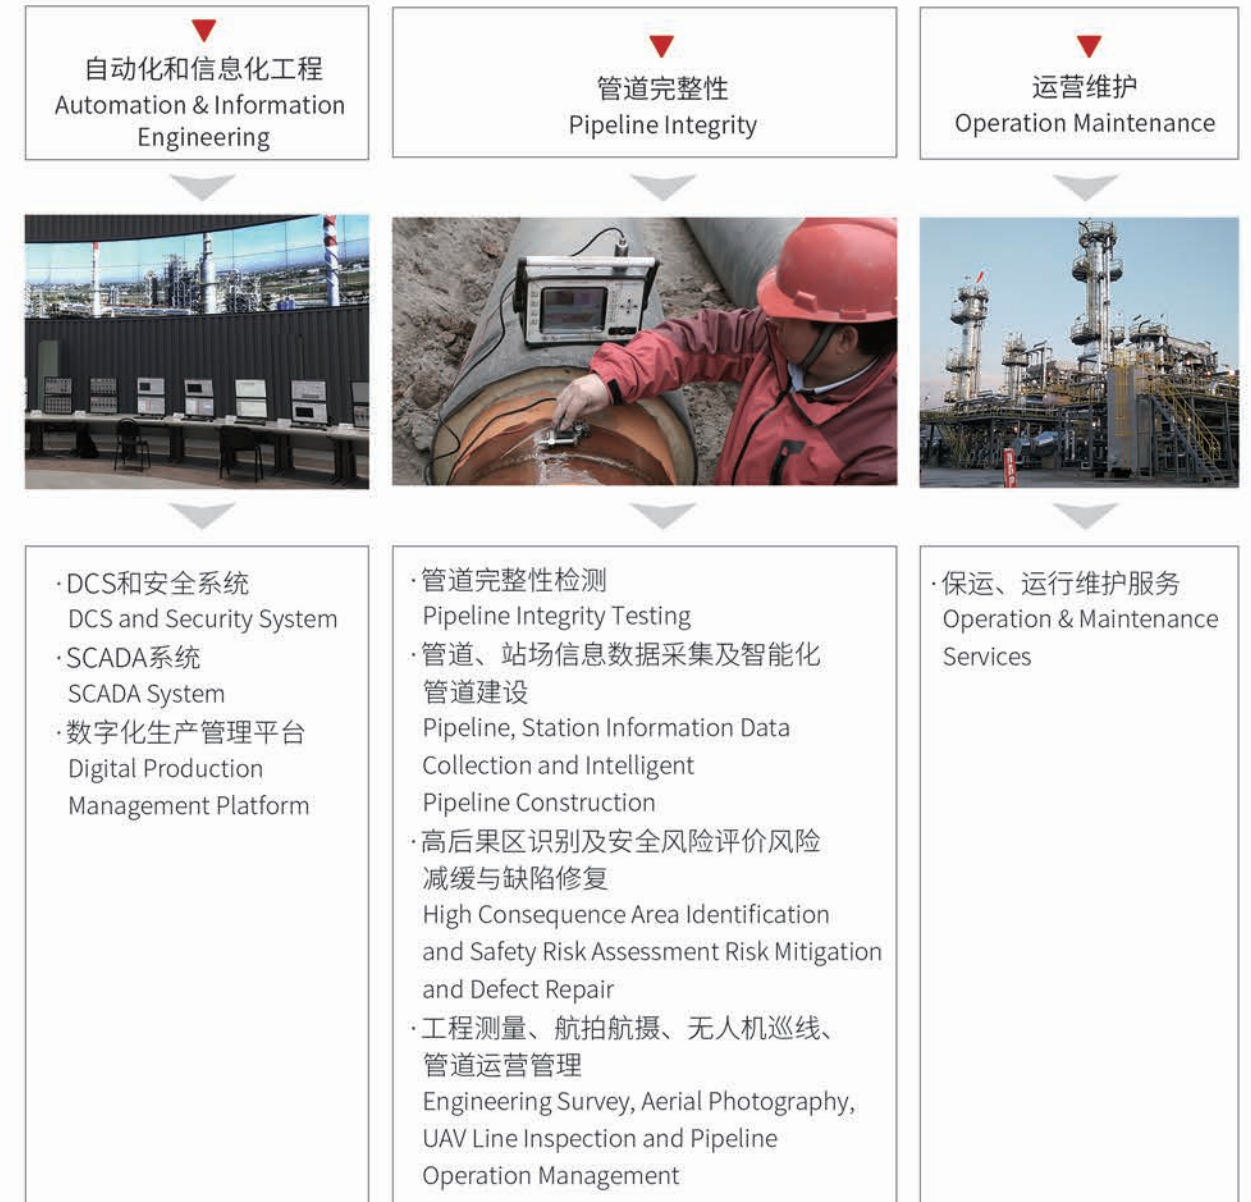 自动化和信息化工程
Automation & Information
Engineering
管道完整性
Pipeline Integrity
运营维护
Operation Maintenance
·DCS和安全系统
DCS and Security System
·SCADA系统
SCADA System
·数字化生产管理平台
Digital Production
Management Platform
·管道完整性检测
Pipeline Integrity Testing
·管道、站场信息数据采集及智能化
管道建设
Pipeline, Station Information Data
Collection and Intelligent
Pipeline Construction
·高后果区识别及安全风险评价风险
减缓与缺陷修复
High Consequence Area Identification
and Safety Risk Assessment Risk Mitigation
and Defect Repair
·工程测量、航拍航摄、无人机巡线、
管道运营管理
Engineering Survey, Aerial Photography,
UAV Line Inspection and Pipeline
Operation Management
·保运、运行维护服务
Operation & Maintenance
Services